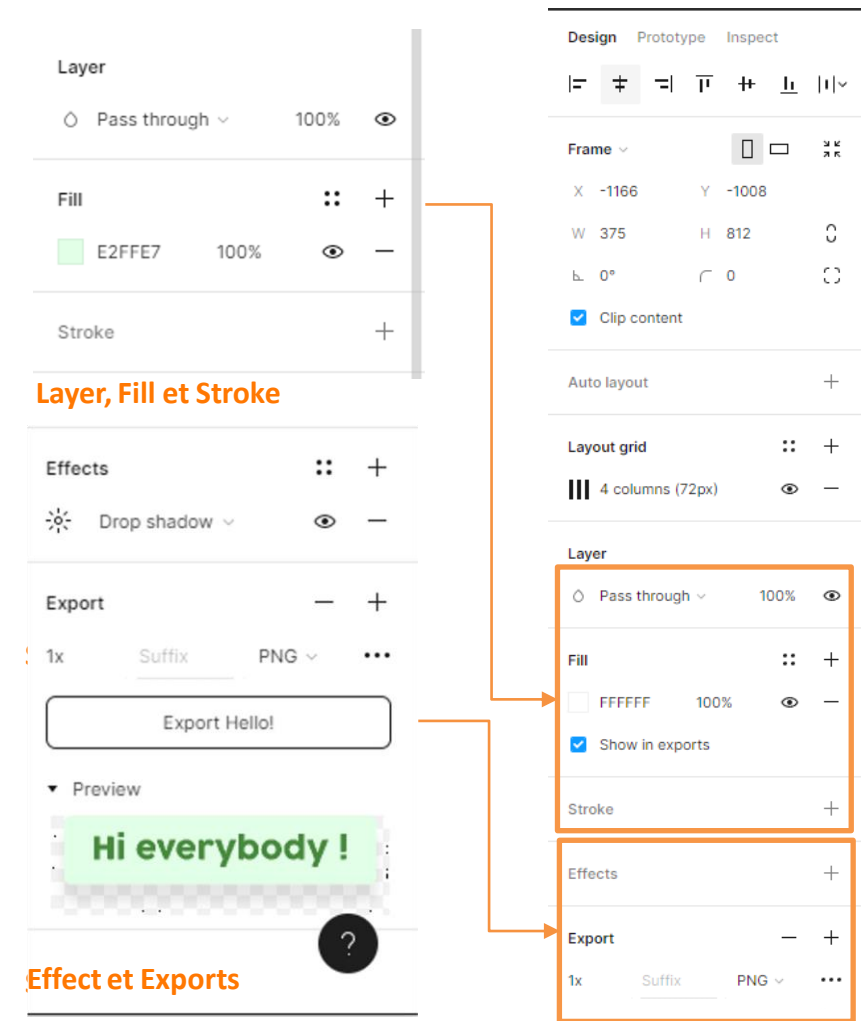 Layer
Pass through 100%
Fill
E2FFE7 100%
Stroke
Layer, Fill et Stroke
Effects
Drop shadow
Export
1x Suffix PNG
Export Hello!
Preview
Hi everybody !
?
Effect et Exports
Design Prototype Inspect
Frame
X -1166 Y -1008
W 375 H 812
0° 0
Clip content
Auto layout
Layout grid
4 columns (72px)
Layer
Pass through 100%
Fill
FFFFFF 100%
Show in exports
Stroke
Effects
Export
1x Suffix PNG